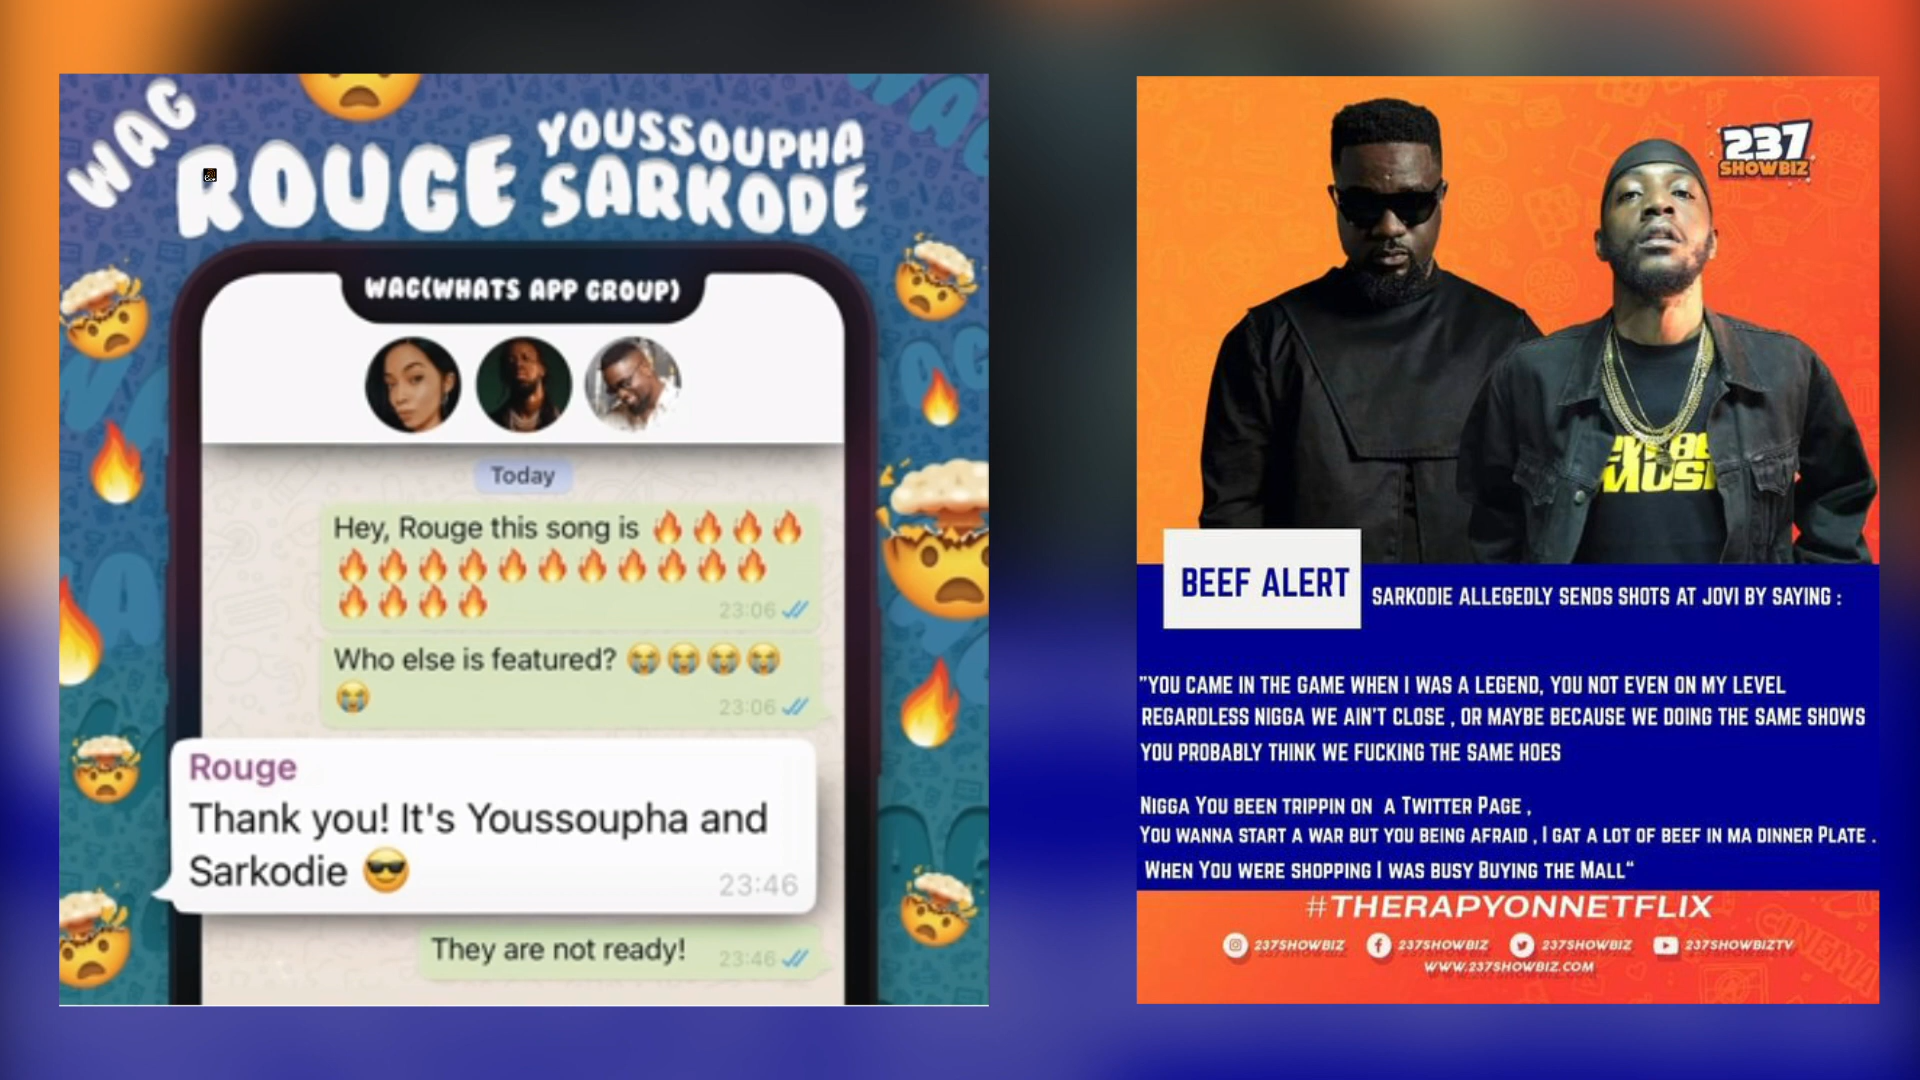 WAG
ROUGE
YOUSSOUPHA
SARKODE
WAG(WHATS APP GROUP)
Today
Hey, Rouge this song is 🔥🔥🔥🔥
🔥🔥🔥🔥🔥🔥🔥🔥🔥🔥🔥
🔥🔥🔥🔥
23:06
Who else is featured? 😭😭😭😭
😭
23:06
Rouge
Thank you! It's Youssoupha and
Sarkodie 😎
23:46
They are not ready!
23:46
237
SHOWBIZ
MUSI
BEEF ALERT
SARKODIE ALLEGEDLY SENDS SHOTS AT JOVI BY SAYING :
"YOU CAME IN THE GAME WHEN I WAS A LEGEND, YOU NOT EVEN ON MY LEVEL
REGARDLESS NIGGA WE AIN'T CLOSE , OR MAYBE BECAUSE WE DOING THE SAME SHOWS
YOU PROBABLY THINK WE FUCKING THE SAME HOES
NIGGA YOU BEEN TRIPPIN ON A TWITTER PAGE ,
YOU WANNA START A WAR BUT YOU BEING AFRAID , I GAT A LOT OF BEEF IN MA DINNER PLATE .
WHEN YOU WERE SHOPPING I WAS BUSY BUYING THE MALL"
#THERAPYONNETFLIX
237SHOWBIZ 237SHOWBIZ 237SHOWBIZ 237SHOWBIZTV
WWW.237SHOWBIZ.COM